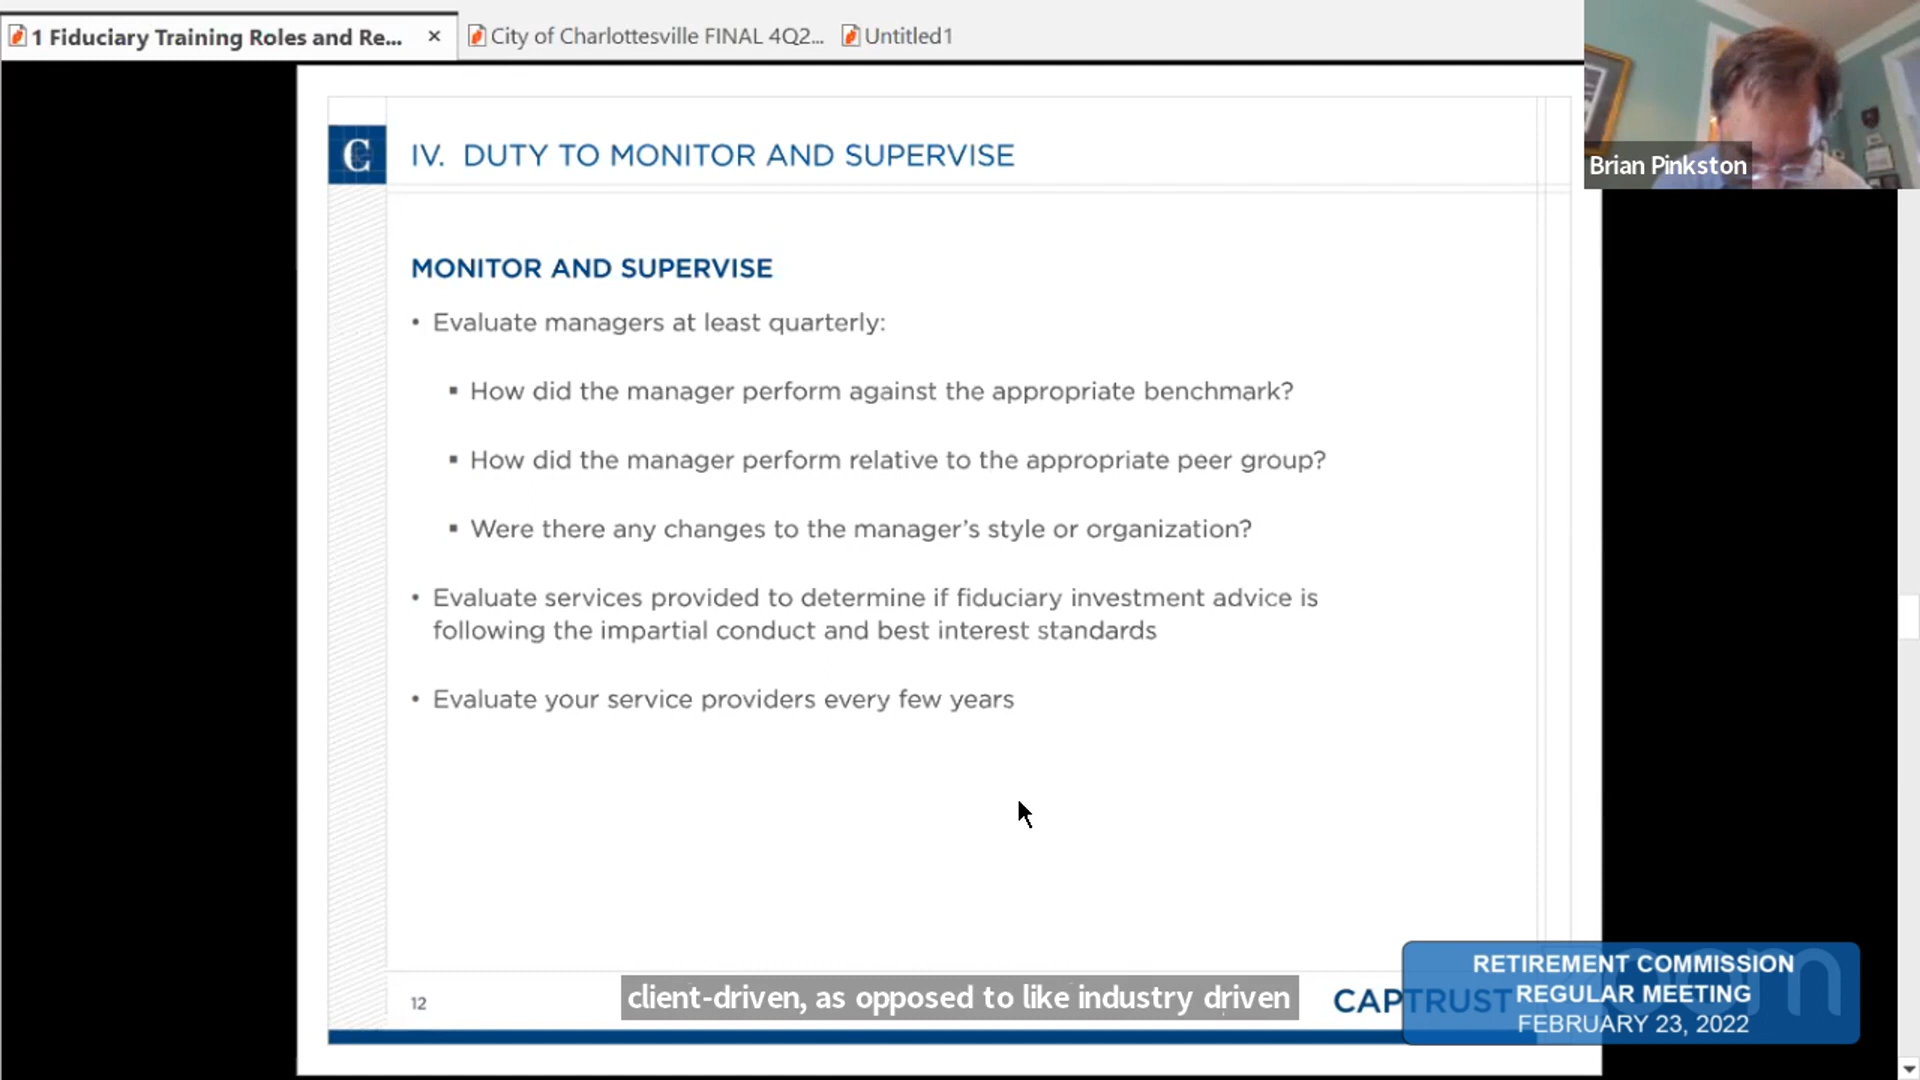 1 Fiduciary Training Roles and Re...
City of Charlottesville FINAL 4Q2...
Untitled1
Brian Pinkston
C
IV. DUTY TO MONITOR AND SUPERVISE
MONITOR AND SUPERVISE
• Evaluate managers at least quarterly:
▪ How did the manager perform against the appropriate benchmark?
▪ How did the manager perform relative to the appropriate peer group?
▪ Were there any changes to the manager's style or organization?
• Evaluate services provided to determine if fiduciary investment advice is
following the impartial conduct and best interest standards
• Evaluate your service providers every few years
12
client-driven, as opposed to like industry driven
CAPTRUST
RETIREMENT COMMISSION
REGULAR MEETING
FEBRUARY 23, 2022